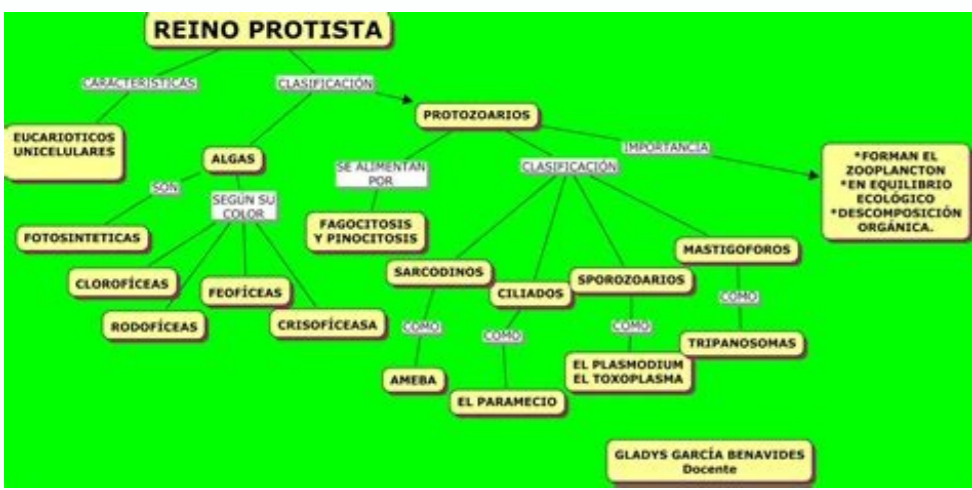 REINO PROTISTA
CARACTERISTICAS
CLASIFICACIÓN
EUCARIOTICOS
UNICELULARES
ALGAS
PROTOZOARIOS
SON
SEGÚN SU
COLOR
FOTOSINTETICAS
CLOROFÍCEAS
RODOFÍCEAS
FEOFÍCEAS
CRISOFÍCEASA
SE ALIMENTAN
POR
FAGOCITOSIS
Y PINOCITOSIS
CLASIFICACIÓN
IMPORTANCIA
*FORMAN EL
ZOOPLANCTON
*EN EQUILIBRIO
ECOLÓGICO
*DESCOMPOSICIÓN
ORGÁNICA.
SARCODINOS
CILIADOS
SPOROZOARIOS
MASTIGOFOROS
COMO
COMO
COMO
COMO
AMEBA
EL PARAMECIO
EL PLASMODIUM
EL TOXOPLASMA
TRIPANOSOMAS
GLADYS GARCÍA BENAVIDES
Docente